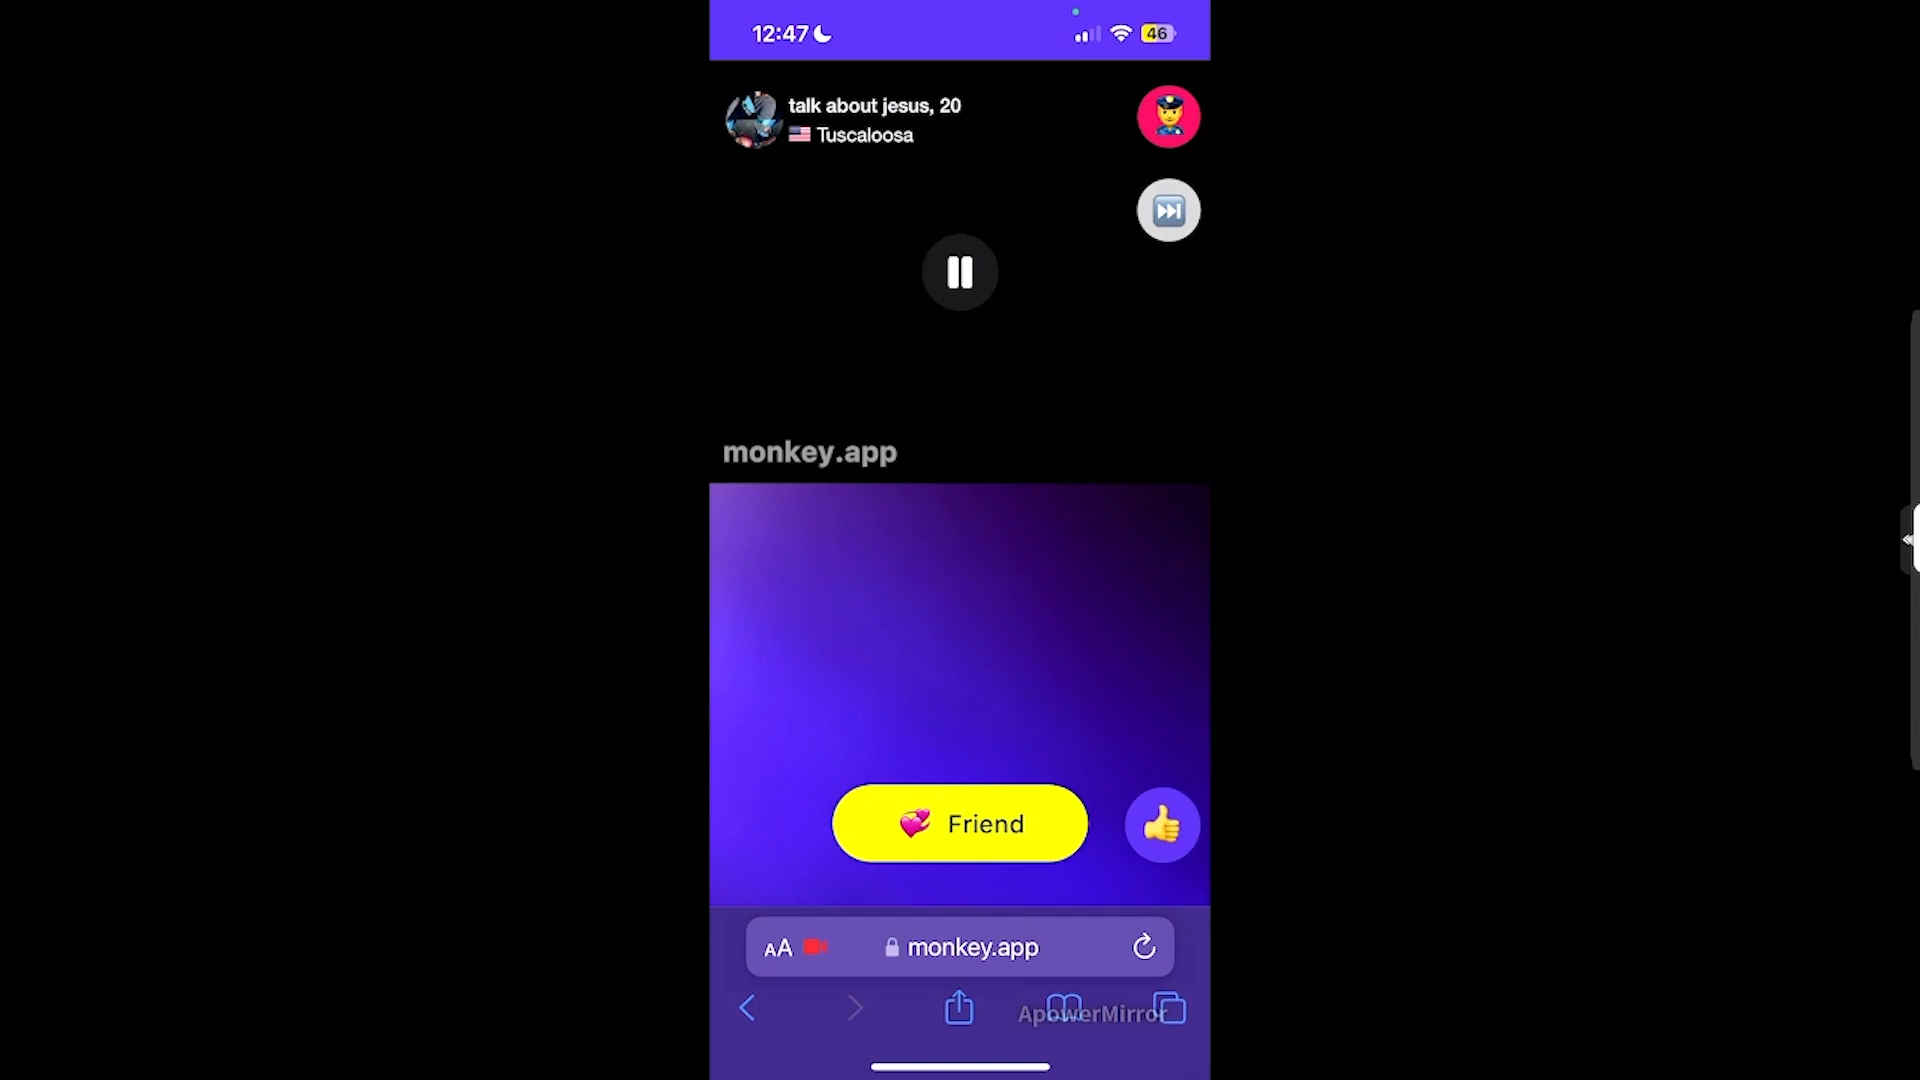 12:47
46
talk about jesus, 20
Tuscaloosa
monkey.app
Friend
AA
monkey.app
ApowerMirror